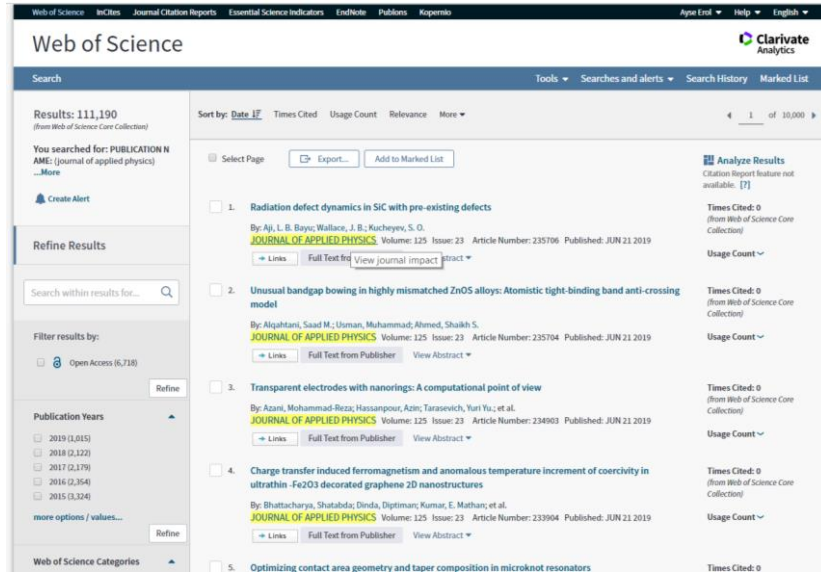 Web of Science InCites Journal Citation Reports Essential Science Indicators EndNote Publons Kopernio Ayse Erol Help English
Web of Science
Clarivate
Analytics
Search Tools Searches and alerts Search History Marked List
Results: 111,190
(from Web of Science Core Collection)
You searched for: PUBLICATION N
AME: (journal of applied physics)
...More
Create Alert
Refine Results
Search within results for...
Filter results by:
Open Access (6,718)
Refine
Publication Years
2019 (1,015)
2018 (2,122)
2017 (2,179)
2016 (2,354)
2015 (3,324)
more options / values...
Refine
Web of Science Categories
Sort by: Date Times Cited Usage Count Relevance More
1 of 10,000
Select Page Export... Add to Marked List
Analyze Results
Citation Report feature not
available. [?]
1. Radiation defect dynamics in SiC with pre-existing defects
By: Aji, L. B. Bayu; Wallace, J. B.; Kucheyev, S. O.
JOURNAL OF APPLIED PHYSICS Volume: 125 Issue: 23 Article Number: 235706 Published: JUN 21 2019
Links Full Text fro View journal impact stract
Times Cited: 0
(from Web of Science Core
Collection)
Usage Count
2. Unusual bandgap bowing in highly mismatched ZnOS alloys: Atomistic tight-binding band anti-crossing
model
By: Alqahtani, Saad M.; Usman, Muhammad; Ahmed, Shaikh S.
JOURNAL OF APPLIED PHYSICS Volume: 125 Issue: 23 Article Number: 235704 Published: JUN 21 2019
Links Full Text from Publisher View Abstract
Times Cited: 0
(from Web of Science Core
Collection)
Usage Count
3. Transparent electrodes with nanorings: A computational point of view
By: Azani, Mohammad-Reza; Hassanpour, Azin; Tarasevich, Yuri Yu.; et al.
JOURNAL OF APPLIED PHYSICS Volume: 125 Issue: 23 Article Number: 234903 Published: JUN 21 2019
Links Full Text from Publisher View Abstract
Times Cited: 0
(from Web of Science Core
Collection)
Usage Count
4. Charge transfer induced ferromagnetism and anomalous temperature increment of coercivity in
ultrathin -Fe2O3 decorated graphene 2D nanostructures
By: Bhattacharya, Shatabda; Dinda, Diptiman; Kumar, E. Mathan; et al.
JOURNAL OF APPLIED PHYSICS Volume: 125 Issue: 23 Article Number: 233904 Published: JUN 21 2019
Links Full Text from Publisher View Abstract
Times Cited: 0
(from Web of Science Core
Collection)
Usage Count
5. Optimizing contact area geometry and taper composition in microknot resonators
Times Cited: 0